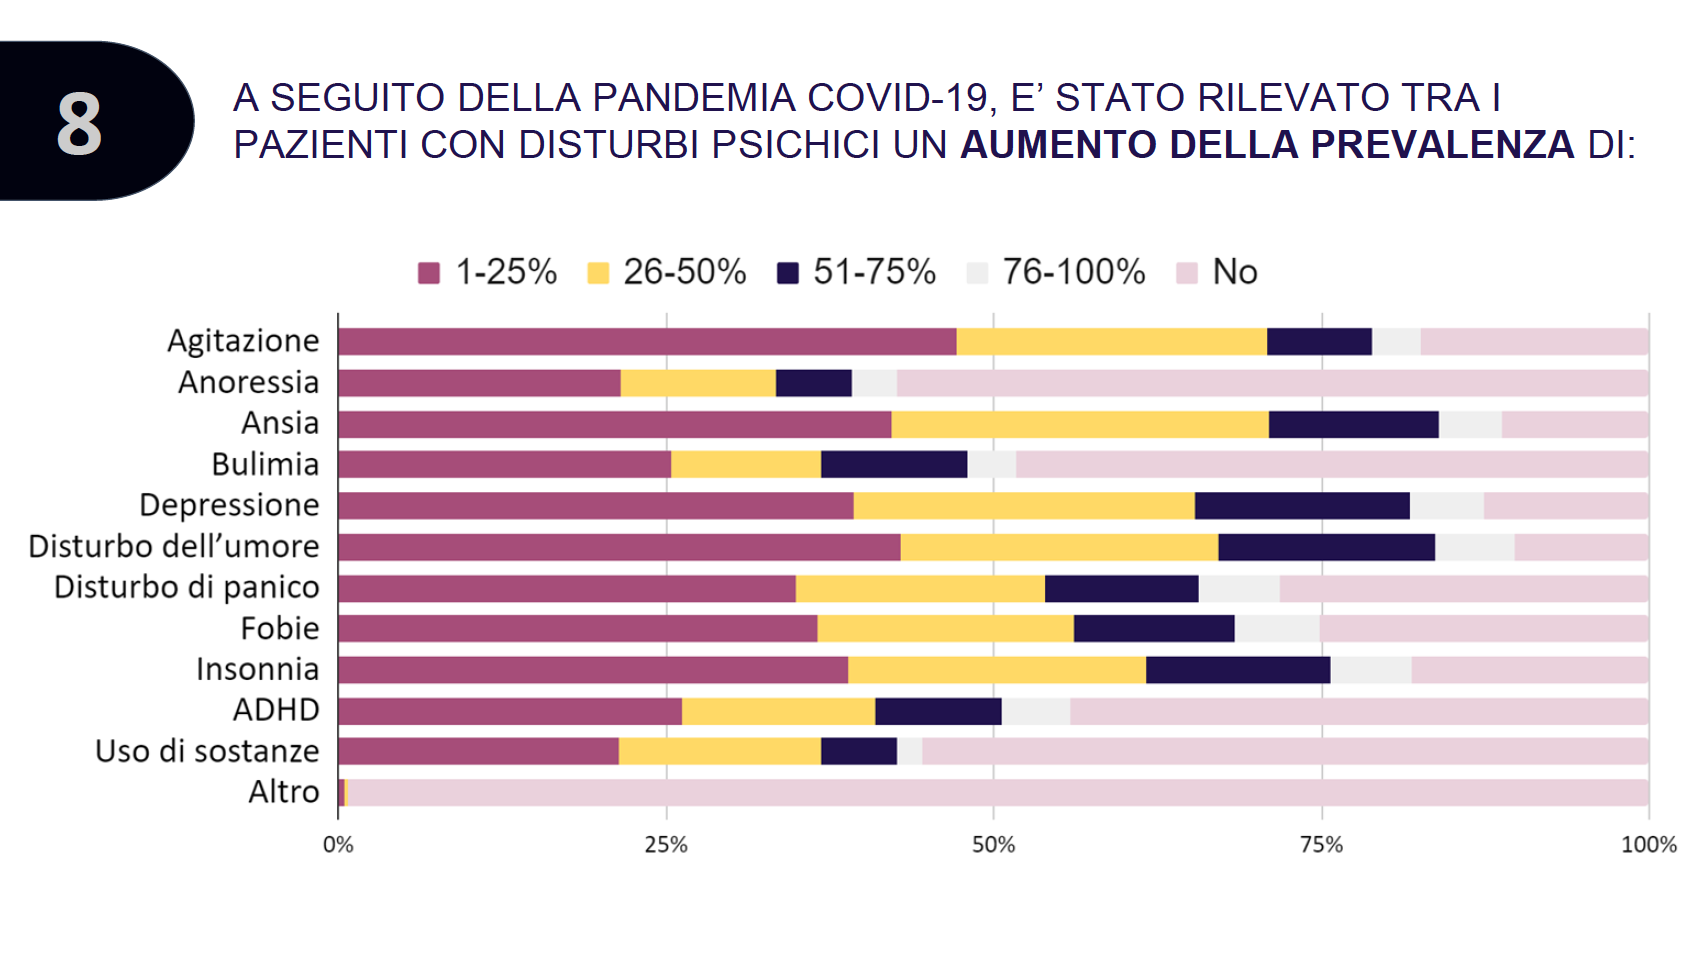 8
A SEGUITO DELLA PANDEMIA COVID-19, E’ STATO RILEVATO TRA I
PAZIENTI CON DISTURBI PSICHICI UN AUMENTO DELLA PREVALENZA DI:
1-25% 26-50% 51-75% 76-100% No
Agitazione
Anoressia
Ansia
Bulimia
Depressione
Disturbo dell’umore
Disturbo di panico
Fobie
Insonnia
ADHD
Uso di sostanze
Altro
0% 25% 50% 75% 100%